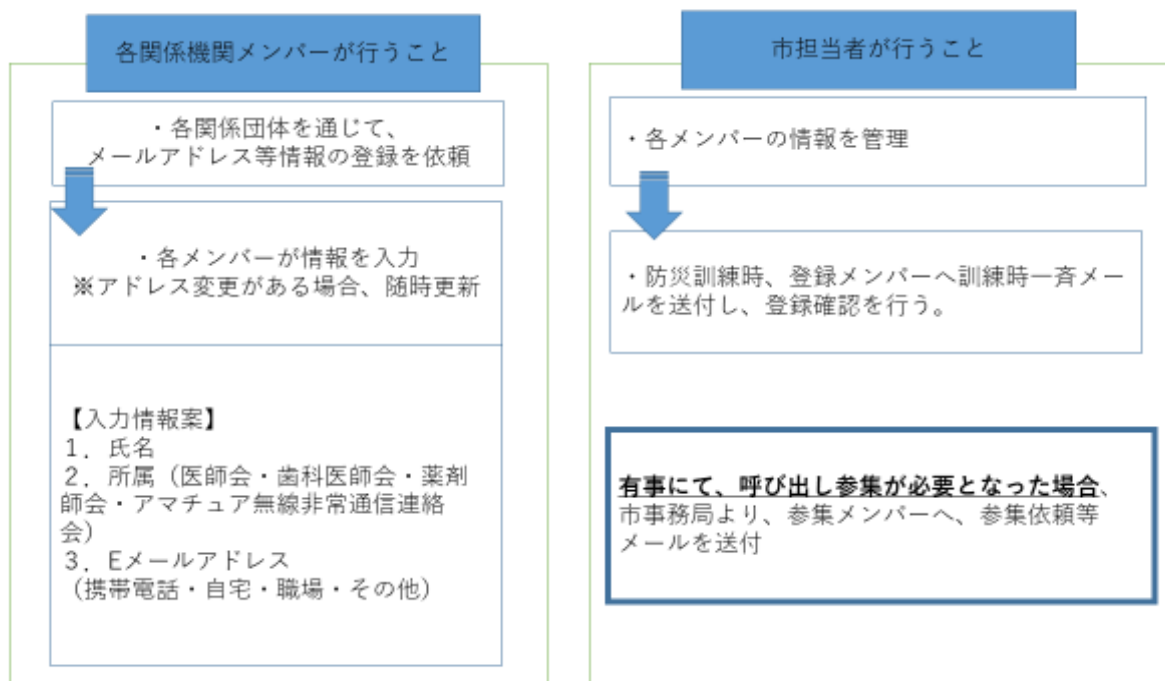 各関係機関メンバーが行うこと
・各関係団体を通じて、
メールアドレス等情報の登録を依頼
・各メンバーが情報を入力
※アドレス変更がある場合、随時更新
【入力情報案】
１．氏名
２．所属（医師会・歯科医師会・薬剤
師会・アマチュア無線非常通信連絡
会）
３．Eメールアドレス
（携帯電話・自宅・職場・その他）
市担当者が行うこと
・各メンバーの情報を管理
・防災訓練時、登録メンバーへ訓練時一斉メー
ルを送付し、登録確認を行う。
有事にて、呼び出し参集が必要となった場合、
市事務局より、参集メンバーへ、参集依頼等
メールを送付